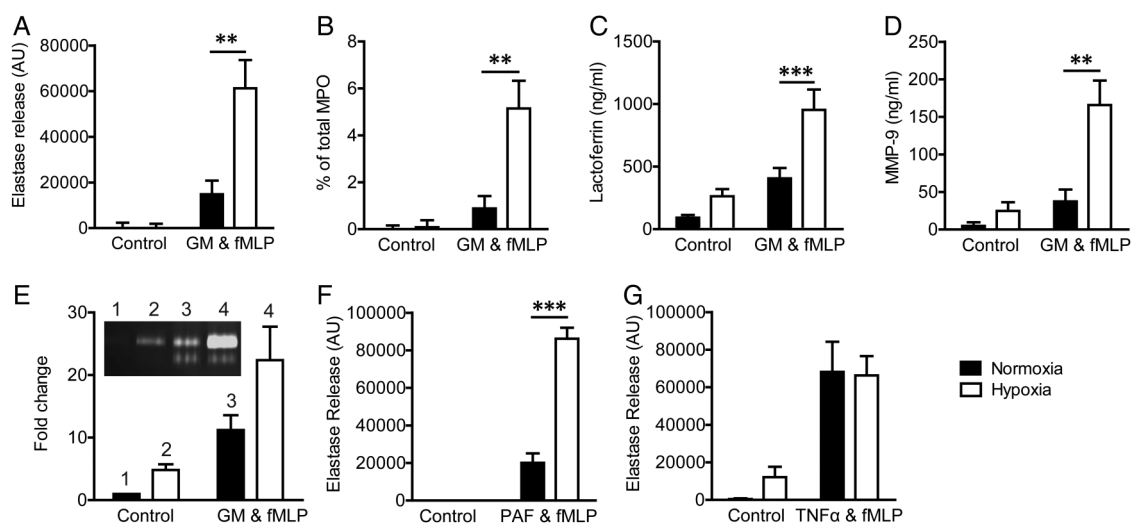 A
Elastase release (AU)
80000
60000
40000
20000
0
**
Control
GM & fMLP
B
% of total MPO
8
6
4
2
0
**
Control
GM & fMLP
C
Lactoferrin (ng/ml)
1500
1000
500
0
***
Control
GM & fMLP
D
MMP-9 (ng/ml)
250
200
150
100
50
0
**
Control
GM & fMLP
E
Fold change
30
20
10
0
1 2 3 4
1
2
3
4
Control
GM & fMLP
F
Elastase Release (AU)
100000
80000
60000
40000
20000
0
***
Control
PAF & fMLP
G
Elastase Release (AU)
100000
80000
60000
40000
20000
0
Control
TNFα & fMLP
Normoxia
Hypoxia